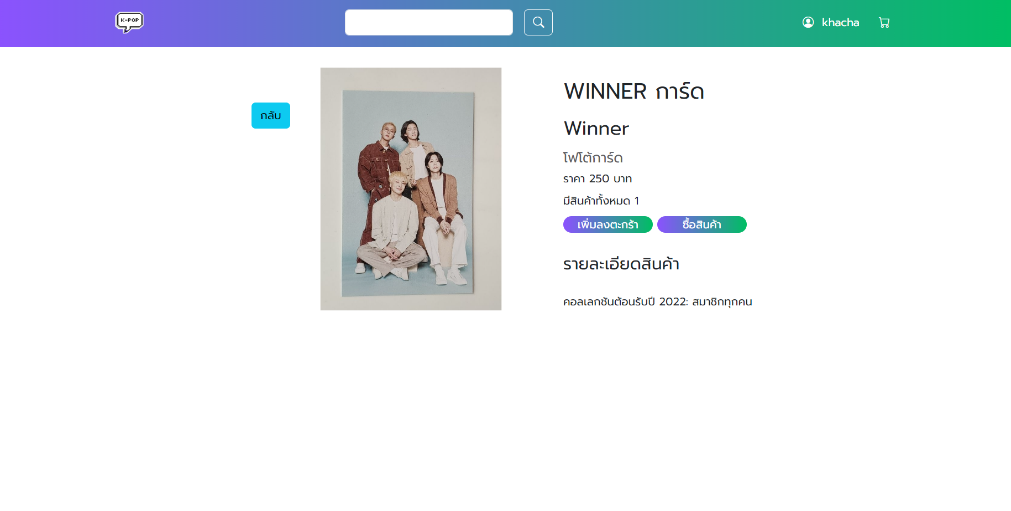 K-POP
khacha
กลับ
WINNER การ์ด
Winner
โฟโต้การ์ด
ราคา 250 บาท
มีสินค้าทั้งหมด 1
เพิ่มลงตะกร้า ซื้อสินค้า
รายละเอียดสินค้า
คอลเลกชันต้อนรับปี 2022: สมาชิกทุกคน